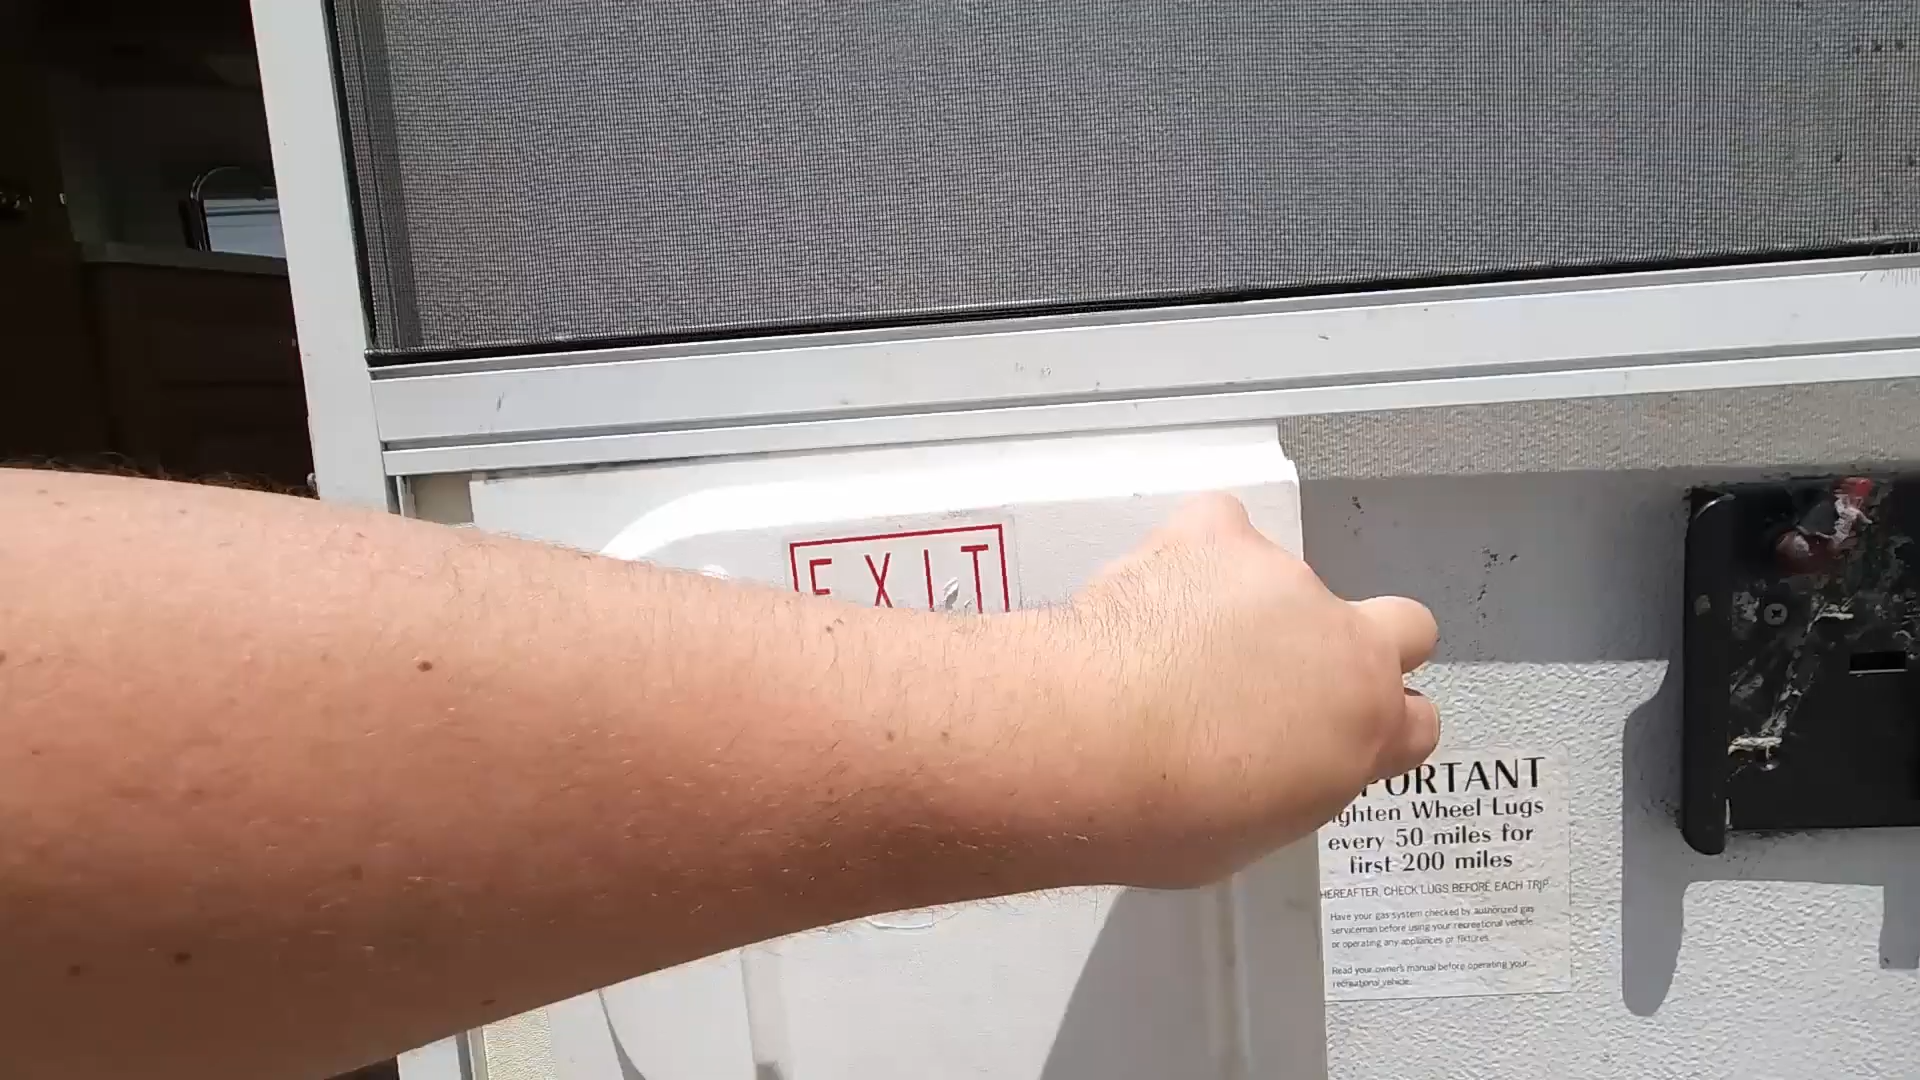 EXIT
PORTANT
ghten Wheel Lugs
every 50 miles for
first 200 miles
HEREAFTER, CHECK LUGS BEFORE EACH TRIP
Have your gas system checked by authorized gas
serviceman before using your recreational vehicle
or operating any appliances or fixtures.
Read your owner's manual before operating your
recreational vehicle.